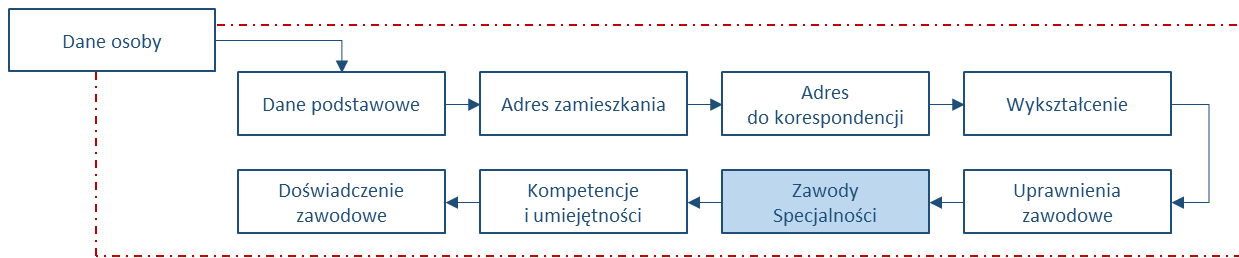 Dane osoby
Dane podstawowe
Adres zamieszkania
Adres
do korespondencji
Wykształcenie
Doświadczenie
zawodowe
Kompetencje
i umiejętności
Zawody
Specjalności
Uprawnienia
zawodowe